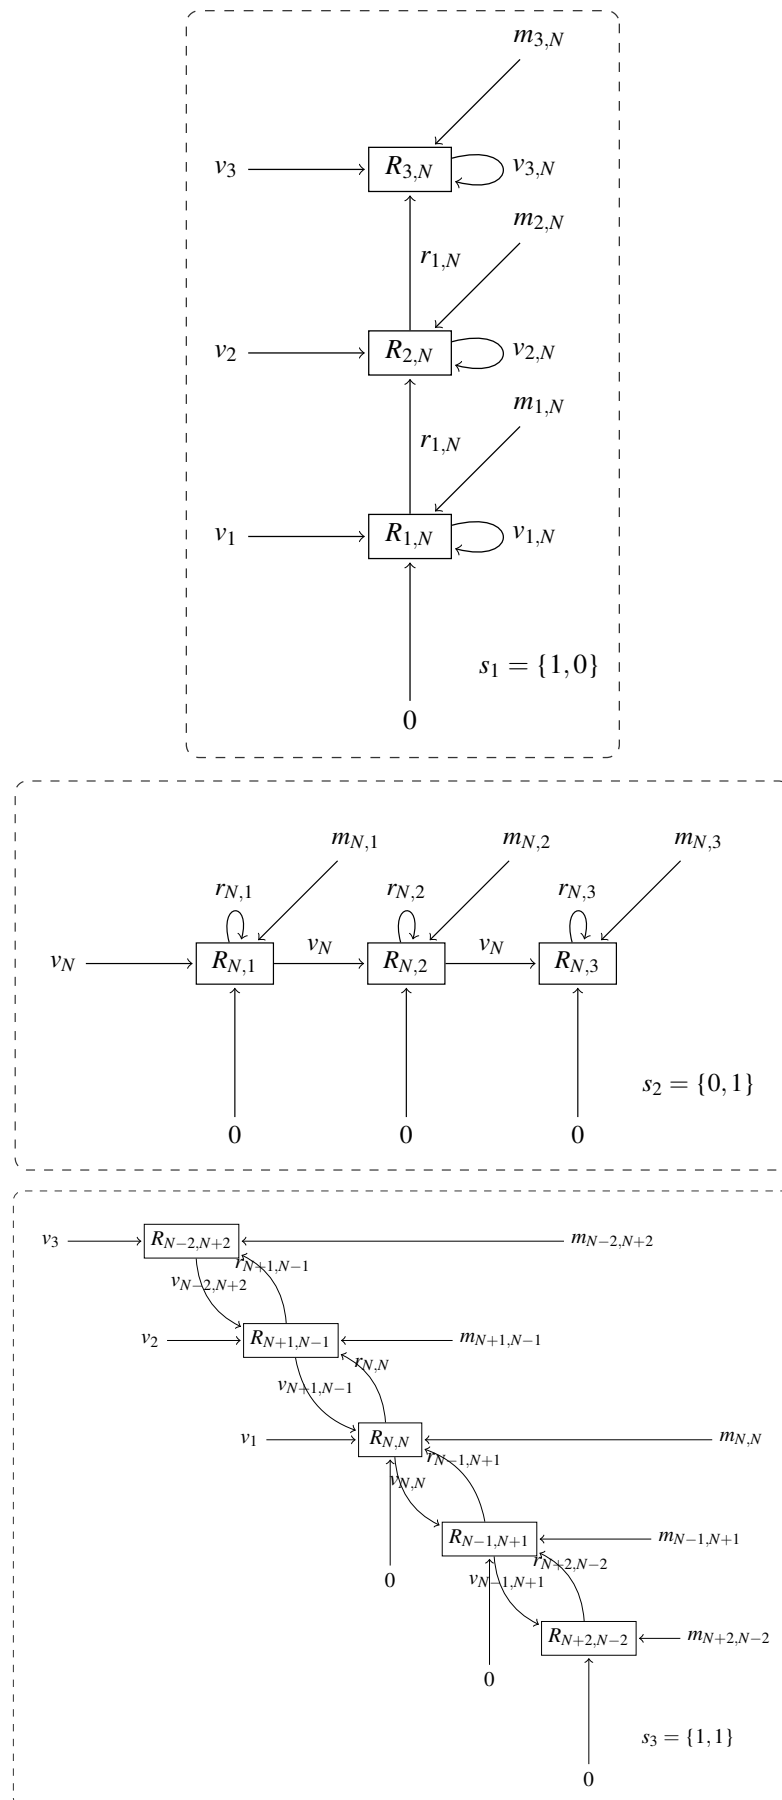 m_{3,N}
v_3 R_{3,N} v_{3,N}
m_{2,N}
r_{1,N}
v_2 R_{2,N} v_{2,N}
m_{1,N}
r_{1,N}
v_1 R_{1,N} v_{1,N}
s_1 = {1,0}
0
m_{N,1} m_{N,2} m_{N,3}
r_{N,1} r_{N,2} r_{N,3}
v_N R_{N,1} v_N R_{N,2} v_N R_{N,3}
s_2 = {0,1}
0 0 0
v_3 R_{N−2,N+2} m_{N−2,N+2}
r_{N+1,N−1}
v_{N−2,N+2}
v_2 R_{N+1,N−1} m_{N+1,N−1}
r_{N,N}
v_{N+1,N−1}
v_1 R_{N,N} m_{N,N}
r_{N−1,N+1}
v_{N,N}
R_{N−1,N+1} m_{N−1,N+1}
r_{N+2,N−2}
0 v_{N−1,N+1}
R_{N+2,N−2} m_{N+2,N−2}
0
s_3 = {1,1}
0